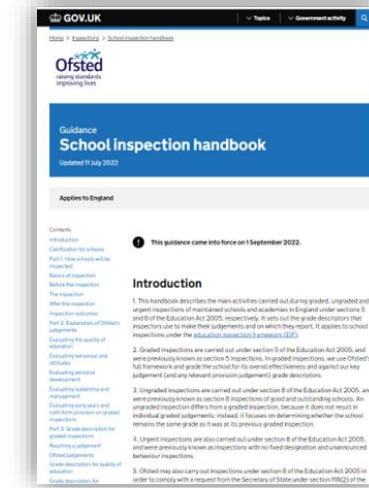 GOV.UK
Topics
Government activity
Home > Inspections > School inspection handbook
Ofsted
raising standards
improving lives
Guidance
School inspection handbook
Updated 11 July 2022
Applies to England
Contents
Introduction
Clarification for schools
Part 1. How schools will be
inspected
Basics of inspection
Before the inspection
The inspection
After the inspection
Inspection outcomes
Part 2. Explanation of Ofsted's
judgements
Evaluating the quality of
education
Evaluating behaviour and
attitudes
Evaluating personal
development
Evaluating leadership and
management
Evaluating early years and
sixth form provision on graded
inspections
Part 3. Grade descriptors for
graded inspections
Reaching a judgement
Ofsted judgements
Grade descriptors for quality of
education
Grade descriptors for
This guidance came into force on 1 September 2022.
Introduction
1. This handbook describes the main activities carried out during graded, ungraded and
urgent inspections of maintained schools and academies in England under sections 5
and 8 of the Education Act 2005, respectively. It sets out the grade descriptors that
inspectors use to make their judgements and on which they report. It applies to school
inspections under the education inspection framework (EIF).
2. Graded inspections are carried out under section 5 of the Education Act 2005, and
were previously known as section 5 inspections. In graded inspections, we use Ofsted's
full framework and grade the school for its overall effectiveness and against our key
judgement (and any relevant provision judgement) grade descriptors.
3. Ungraded inspections are carried out under section 8 of the Education Act 2005, an
were previously known as section 8 inspections of good and outstanding schools. An
ungraded inspection differs from a graded inspection, because it does not result in
individual graded judgements; instead, it focuses on determining whether the school
remains the same grade as it was at its previous graded inspection.
4. Urgent inspections are also carried out under section 8 of the Education Act 2005,
and were previously known as inspections with no fixed designation and unannounced
behaviour inspections.
5. Ofsted may also carry out inspections under section 8 of the Education Act 2005 in
order to comply with a request from the Secretary of State under section 118(2) of the